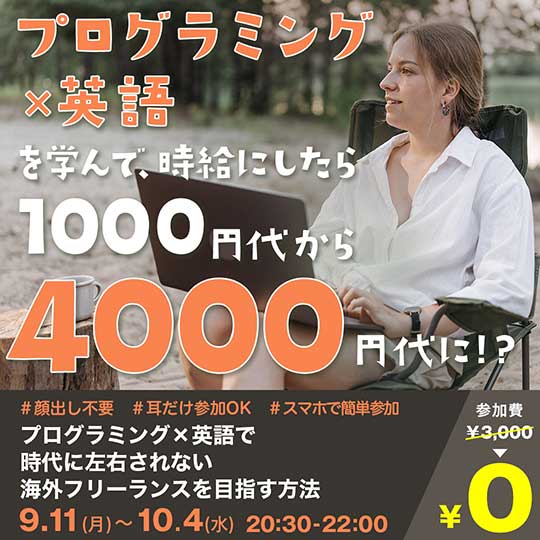 プログラミング
×英語
を学んで、時給にしたら
1000円代から
4000円代に!?
#顔出し不要 #耳だけ参加OK #スマホで簡単参加
プログラミング×英語で
時代に左右されない
海外フリーランスを目指す方法
9.11(月)～10.4(水) 20:30-22:00
参加費
¥3,000
¥0